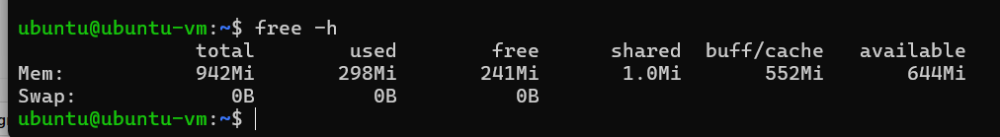 ubuntu@ubuntu-vm:~$ free -h
               total        used        free      shared  buff/cache   available
Mem:           942Mi       298Mi       241Mi       1.0Mi       552Mi       644Mi
Swap:             0B          0B          0B
ubuntu@ubuntu-vm:~$